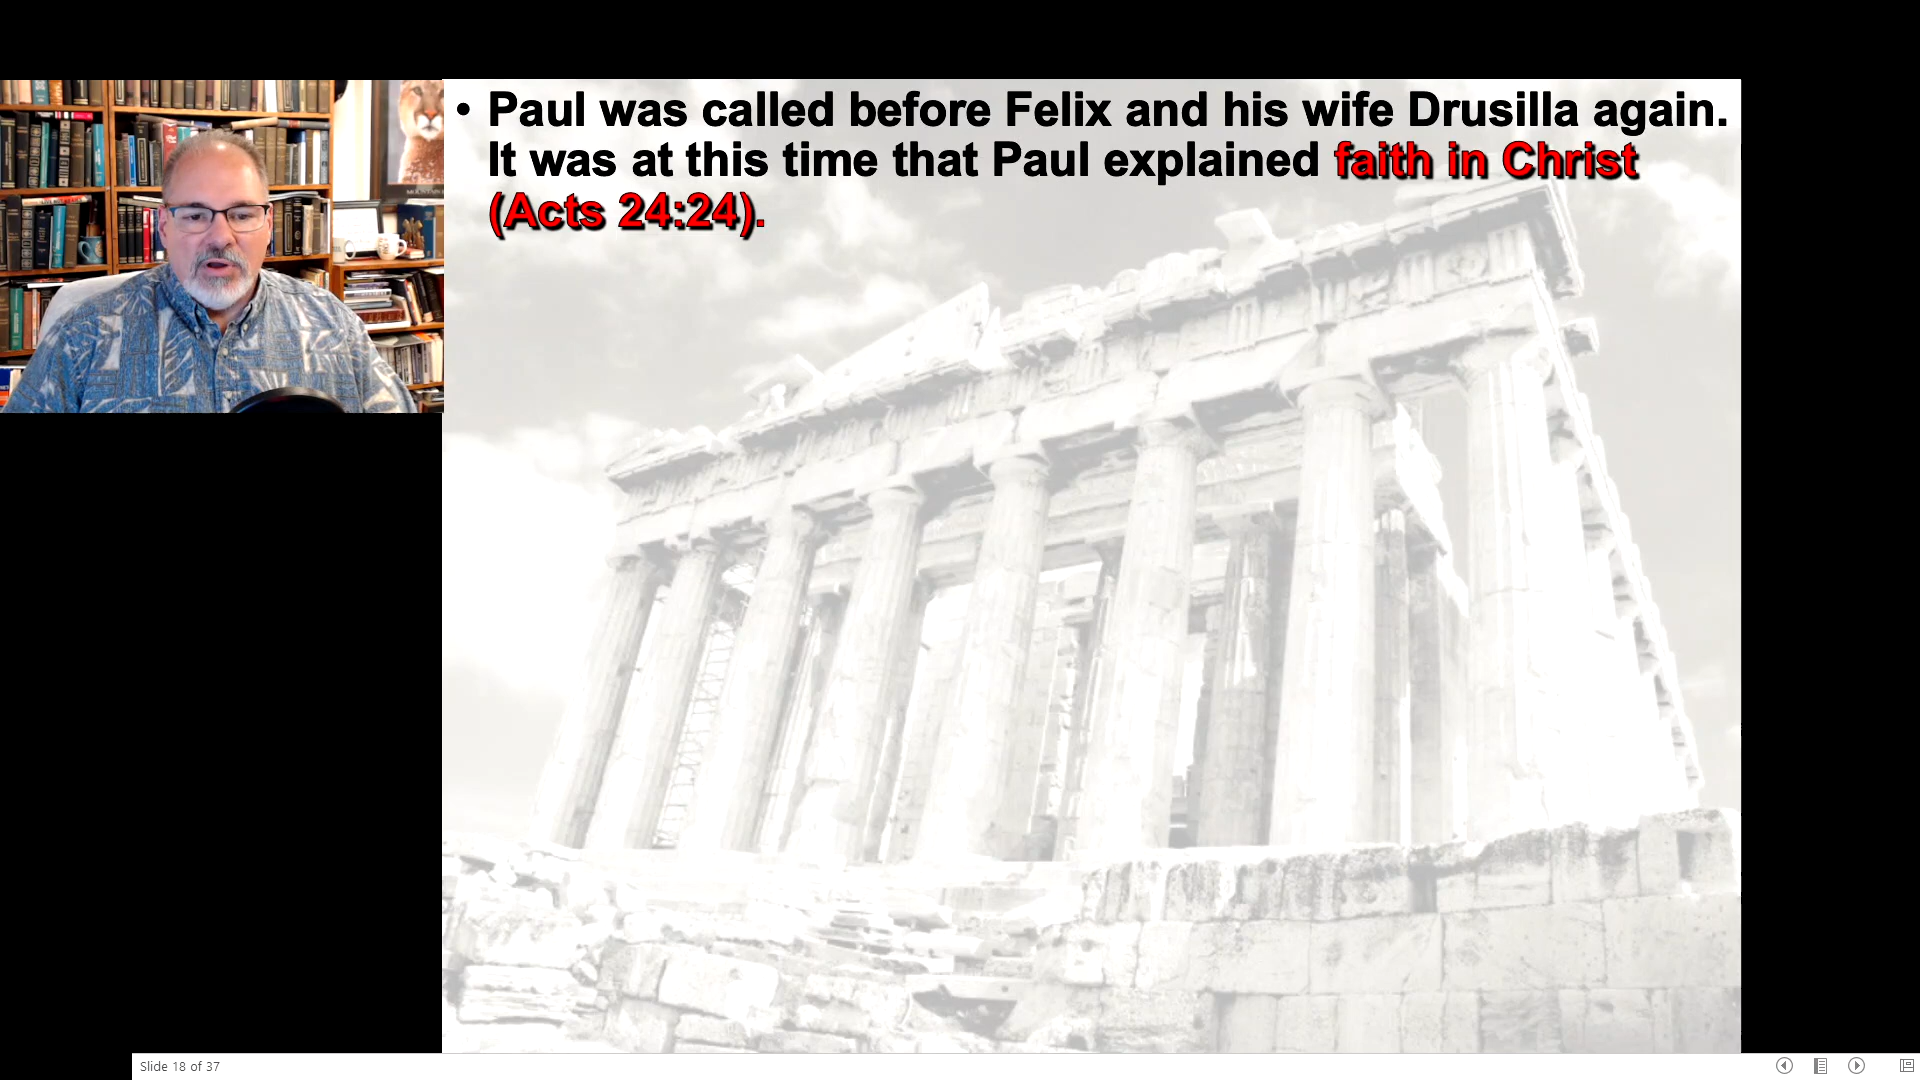 • Paul was called before Felix and his wife Drusilla again.
It was at this time that Paul explained faith in Christ
(Acts 24:24).
Slide 18 of 37